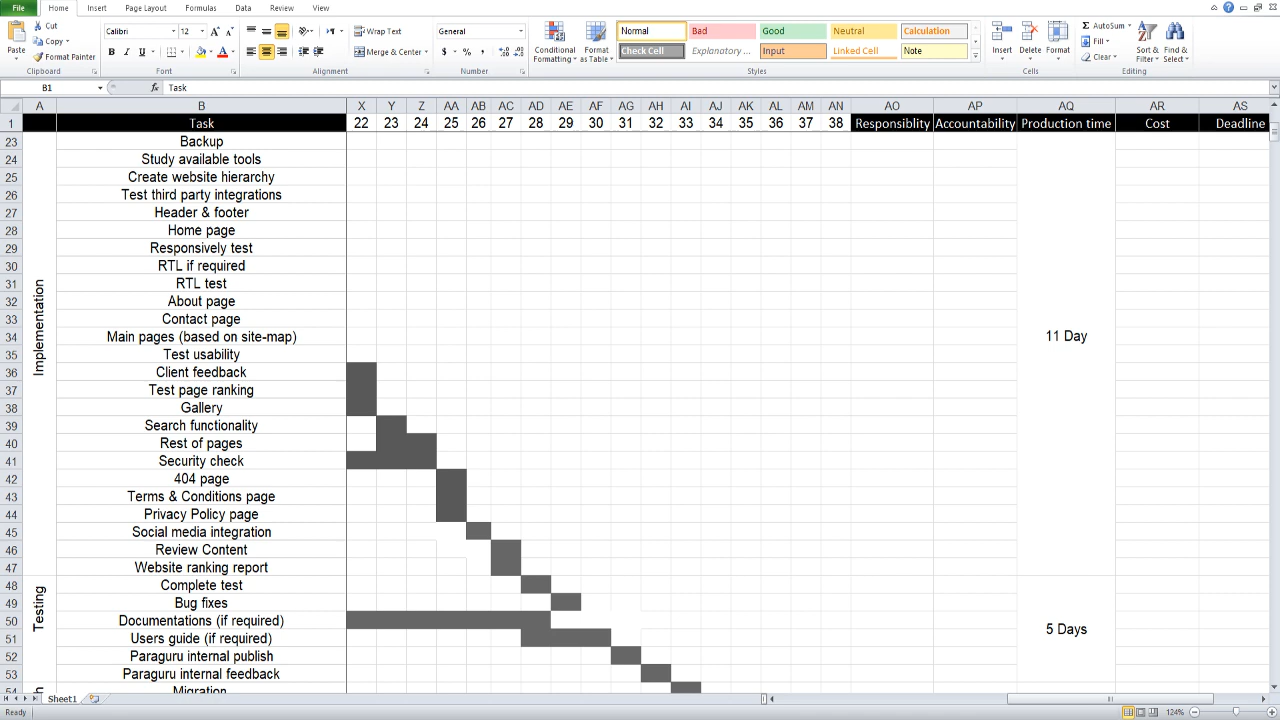 File Home Insert Page Layout Formulas Data Review View
Cut Calibri 12 Wrap Text General Normal Bad Good Neutral Calculation AutoSum
Copy Fill
Paste Format Painter B I U A Merge & Center $ % , Conditional Formatting Format as Table Check Cell Explanatory ... Input Linked Cell Note Insert Delete Format Clear Sort & Filter Find & Select
Clipboard Font Alignment Number Styles Cells Editing
B1 fx Task
A B X Y Z AA AB AC AD AE AF AG AH AI AJ AK AL AM AN AO AP AQ AR AS
1 Task 22 23 24 25 26 27 28 29 30 31 32 33 34 35 36 37 38 Responsiblity Accountability Production time Cost Deadline
23 Backup
24 Study available tools
25 Create website hierarchy
26 Test third party integrations
27 Header & footer
28 Home page
29 Responsively test
30 RTL if required
31 RTL test
32 About page
33 Contact page
Implementation
34 Main pages (based on site-map) 11 Day
35 Test usability
36 Client feedback
37 Test page ranking
38 Gallery
39 Search functionality
40 Rest of pages
41 Security check
42 404 page
43 Terms & Conditions page
44 Privacy Policy page
45 Social media integration
46 Review Content
47 Website ranking report
48 Complete test
Testing
49 Bug fixes
50 Documentations (if required)
5 Days
51 Users guide (if required)
52 Paraguru internal publish
53 Paraguru internal feedback
54 Migration
Sheet1
Ready 124%